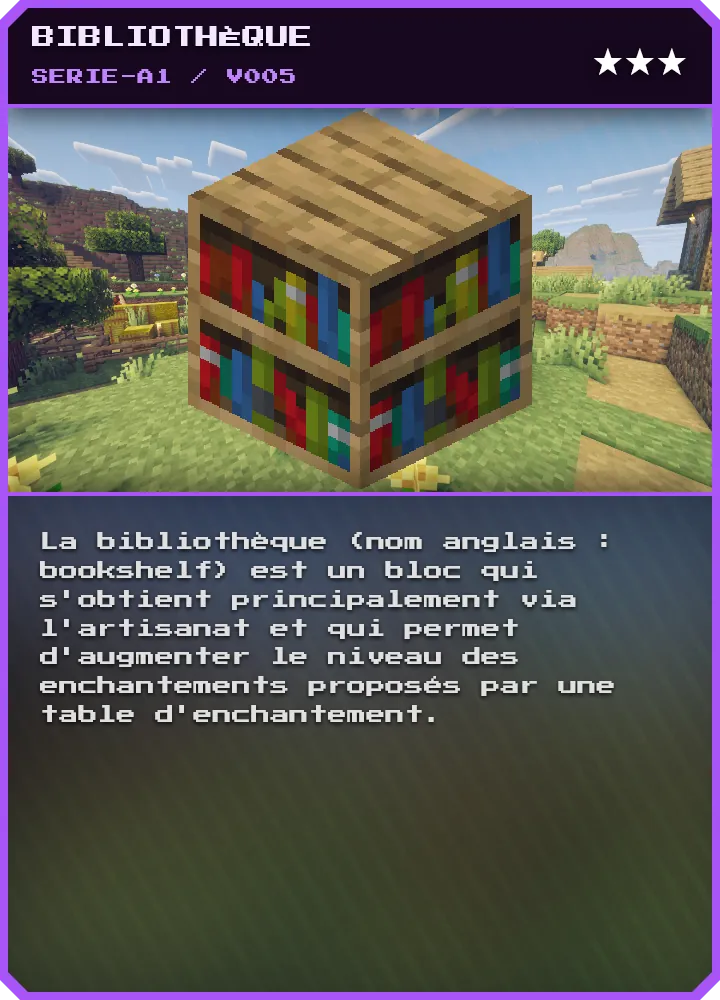 BIBLIOTHèQUE
SERIE-A1 / V005
★★★
La bibliothèque (nom anglais :
bookshelf) est un bloc qui
s'obtient principalement via
l'artisanat et qui permet
d'augmenter le niveau des
enchantements proposés par une
table d'enchantement.